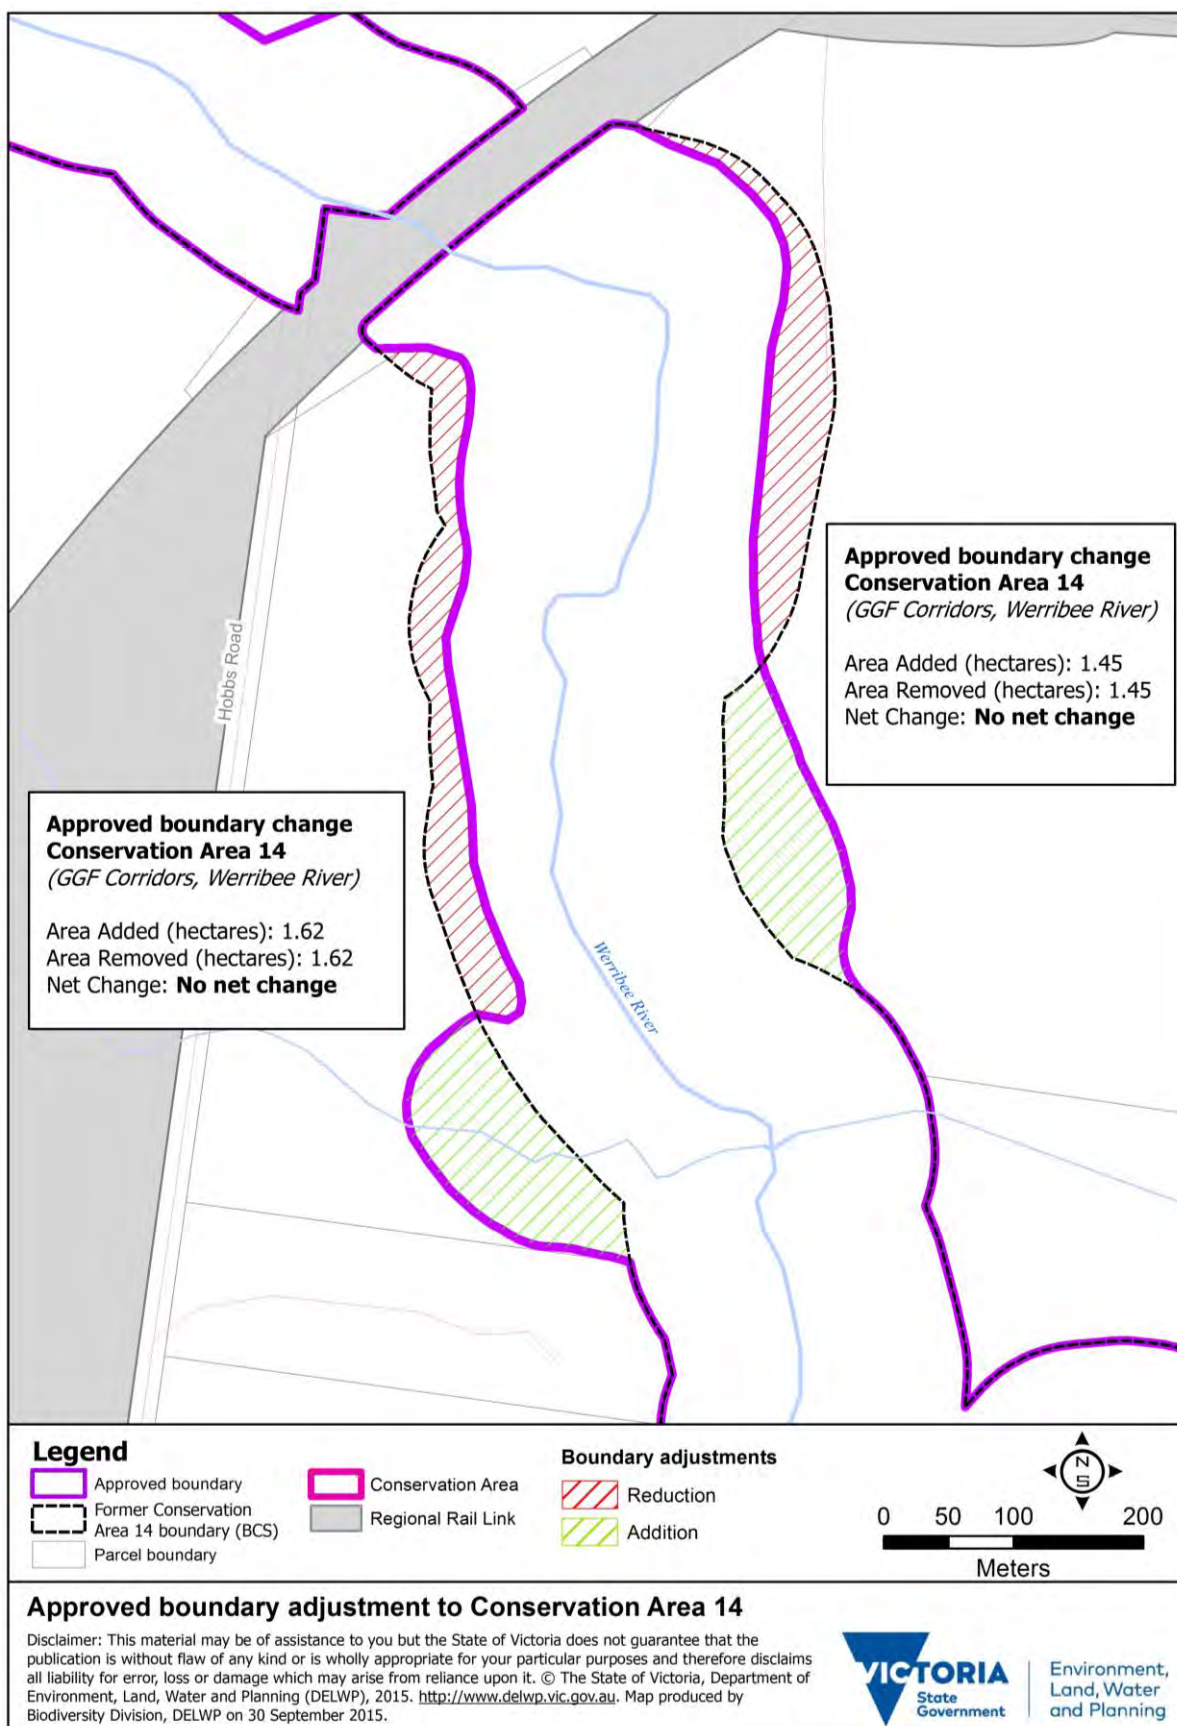 Hobbs Road
Approved boundary change
Conservation Area 14
(GGF Corridors, Werribee River)
Area Added (hectares): 1.45
Area Removed (hectares): 1.45
Net Change: No net change
Approved boundary change
Conservation Area 14
(GGF Corridors, Werribee River)
Area Added (hectares): 1.62
Area Removed (hectares): 1.62
Net Change: No net change
Werribee River
Legend
Approved boundary
Former Conservation
Area 14 boundary (BCS)
Parcel boundary
Conservation Area
Regional Rail Link
Boundary adjustments
Reduction
Addition
N
S
0 50 100 200
Meters
Approved boundary adjustment to Conservation Area 14
Disclaimer: This material may be of assistance to you but the State of Victoria does not guarantee that the
publication is without flaw of any kind or is wholly appropriate for your particular purposes and therefore disclaims
all liability for error, loss or damage which may arise from reliance upon it. © The State of Victoria, Department of
Environment, Land, Water and Planning (DELWP), 2015. http://www.delwp.vic.gov.au. Map produced by
Biodiversity Division, DELWP on 30 September 2015.
VICTORIA
State
Government
Environment,
Land, Water
and Planning